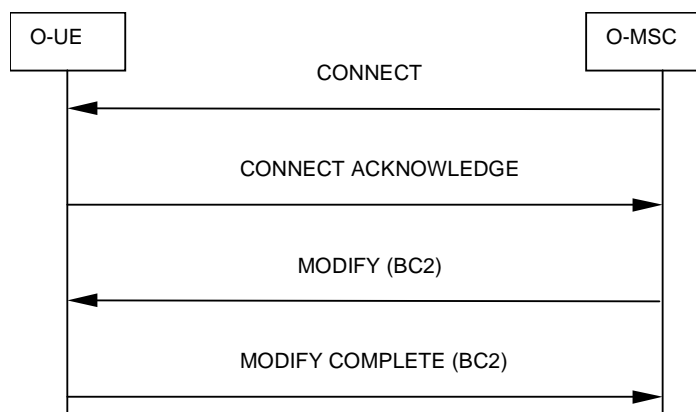 O-UE
O-MSC
CONNECT
CONNECT ACKNOWLEDGE
MODIFY (BC2)
MODIFY COMPLETE (BC2)